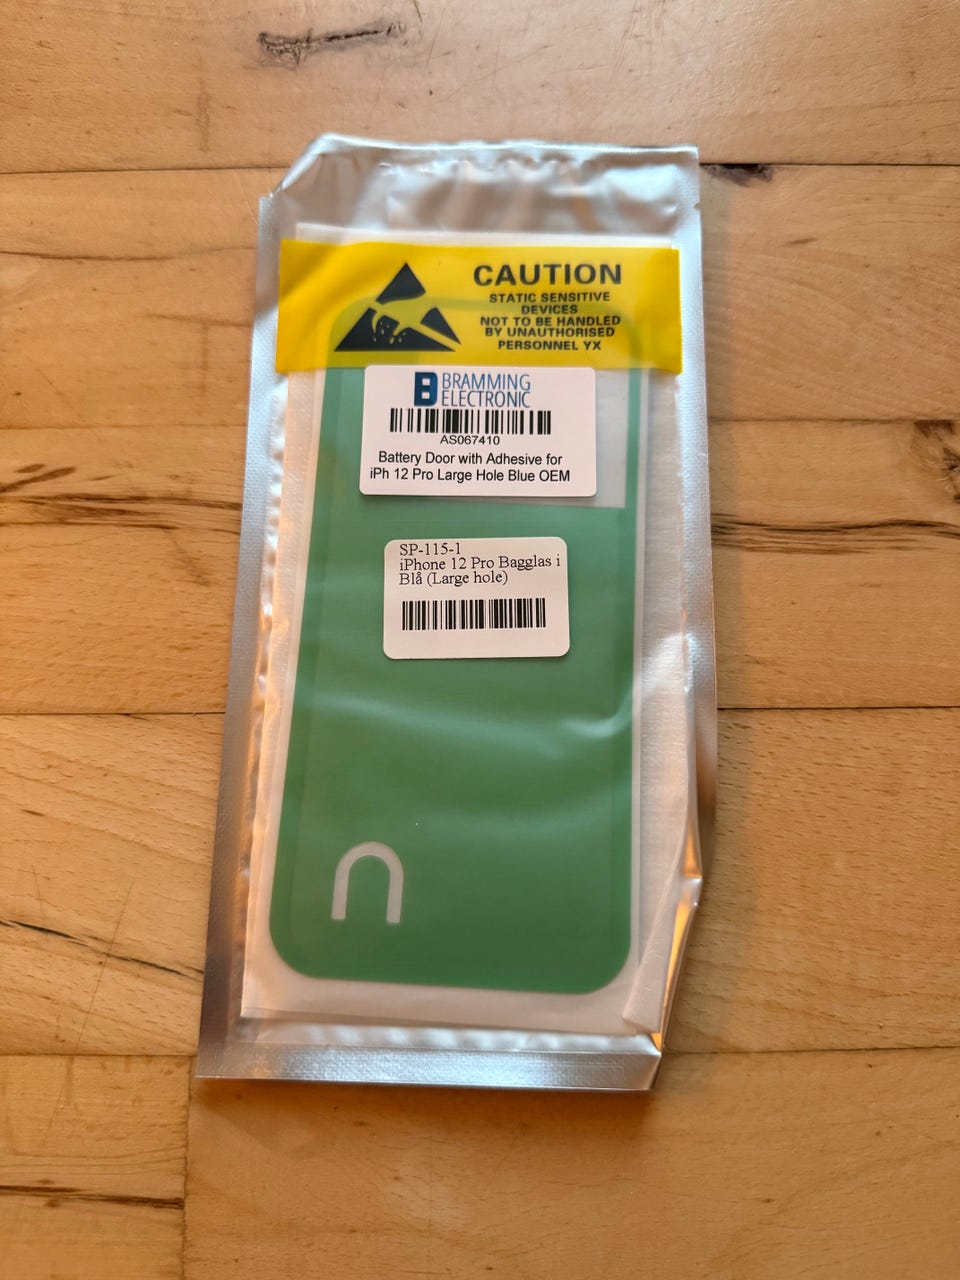 CAUTION
STATIC SENSITIVE
DEVICES
NOT TO BE HANDLED
BY UNAUTHORISED
PERSONNEL YX
BRAMMING
ELECTRONIC
AS067410
Battery Door with Adhesive for
iPh 12 Pro Large Hole Blue OEM
SP-115-1
iPhone 12 Pro Bagglas i
Blå (Large hole)